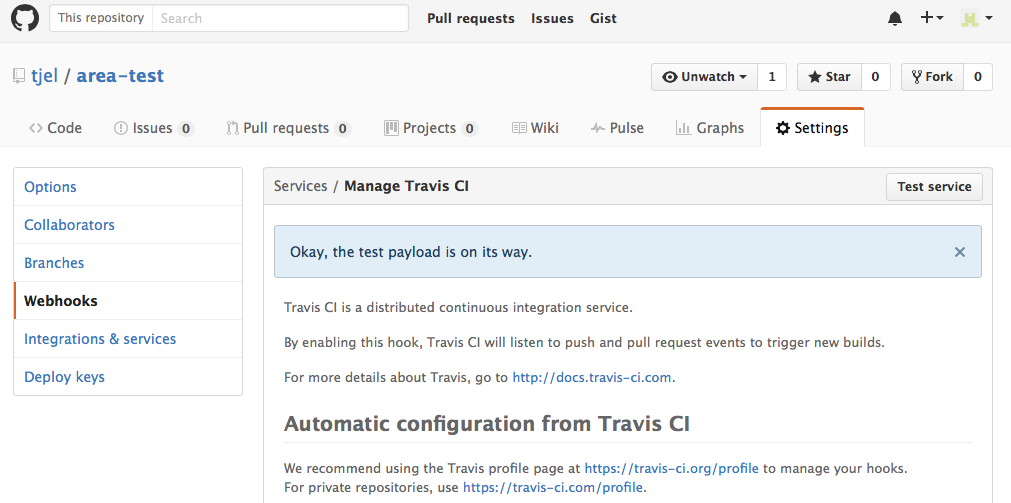 This repository Search Pull requests Issues Gist
tjel / area-test Unwatch 1 Star 0 Fork 0
Code Issues 0 Pull requests 0 Projects 0 Wiki Pulse Graphs Settings
Options
Collaborators
Branches
Webhooks
Integrations & services
Deploy keys
Services / Manage Travis CI Test service
Okay, the test payload is on its way.
Travis CI is a distributed continuous integration service.
By enabling this hook, Travis CI will listen to push and pull request events to trigger new builds.
For more details about Travis, go to http://docs.travis-ci.com.
Automatic configuration from Travis CI
We recommend using the Travis profile page at https://travis-ci.org/profile to manage your hooks.
For private repositories, use https://travis-ci.com/profile.